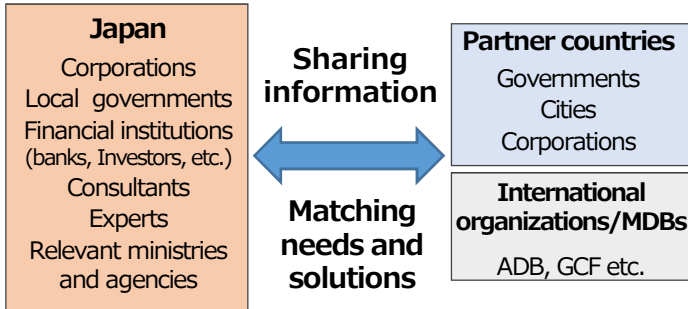 Japan
Corporations
Local governments
Financial institutions
(banks, Investors, etc.)
Consultants
Experts
Relevant ministries
and agencies
Sharing
information
Matching
needs and
solutions
Partner countries
Governments
Cities
Corporations
International
organizations/MDBs
ADB, GCF etc.